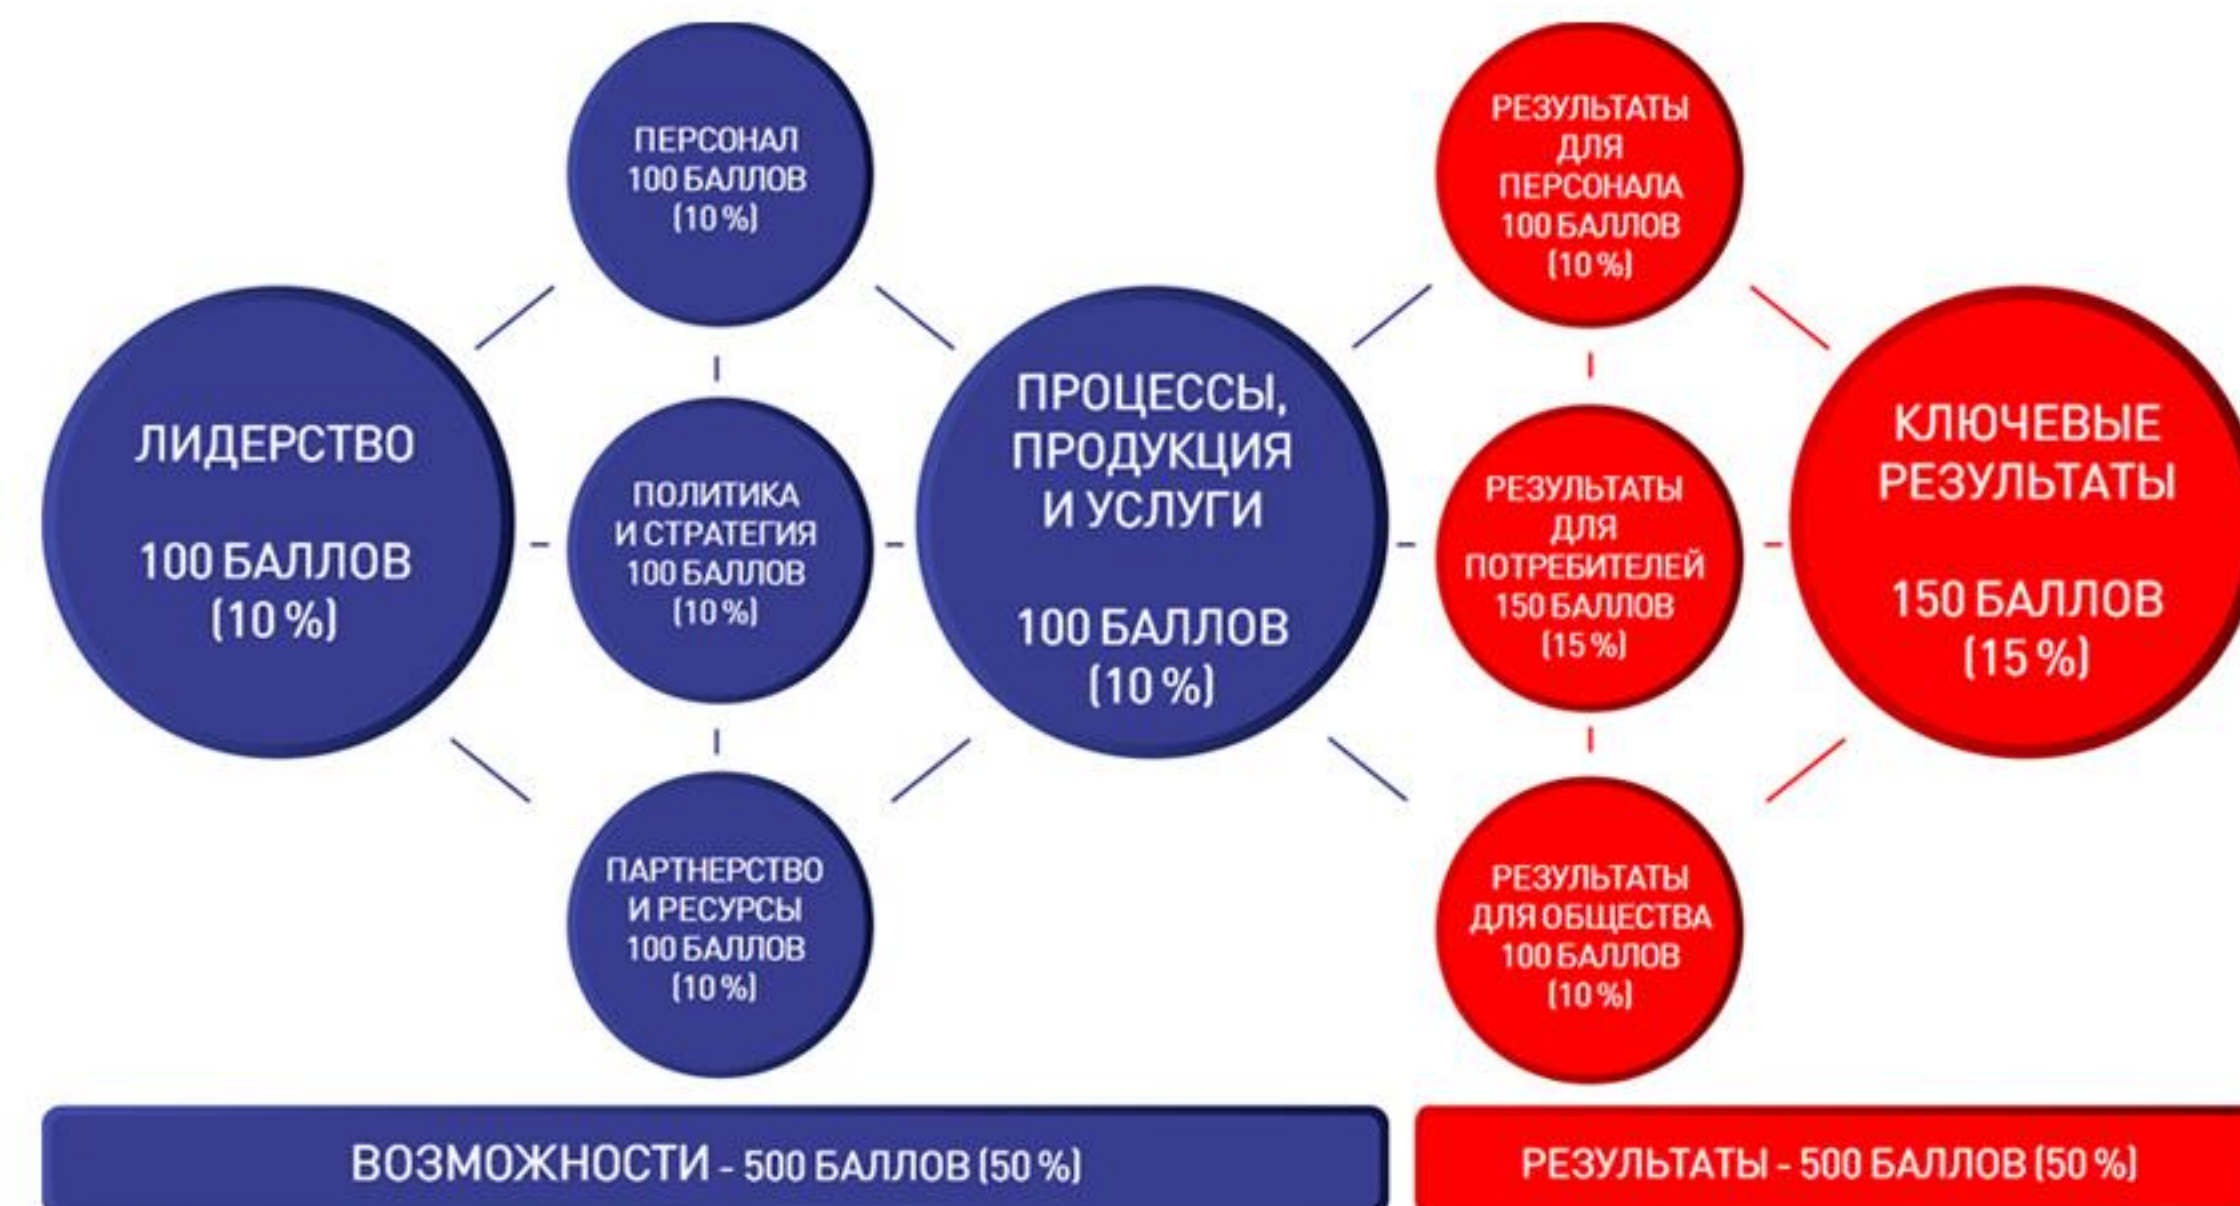 ПЕРСОНАЛ
100 БАЛЛОВ
(10 %)
РЕЗУЛЬТАТЫ
ДЛЯ
ПЕРСОНАЛА
100 БАЛЛОВ
(10 %)
ЛИДЕРСТВО
100 БАЛЛОВ
(10 %)
ПОЛИТИКА
И СТРАТЕГИЯ
100 БАЛЛОВ
(10 %)
ПРОЦЕССЫ,
ПРОДУКЦИЯ
И УСЛУГИ
100 БАЛЛОВ
(10 %)
РЕЗУЛЬТАТЫ
ДЛЯ
ПОТРЕБИТЕЛЕЙ
150 БАЛЛОВ
(15 %)
КЛЮЧЕВЫЕ
РЕЗУЛЬТАТЫ
150 БАЛЛОВ
(15 %)
ПАРТНЕРСТВО
И РЕСУРСЫ
100 БАЛЛОВ
(10 %)
РЕЗУЛЬТАТЫ
ДЛЯ ОБЩЕСТВА
100 БАЛЛОВ
(10 %)
ВОЗМОЖНОСТИ - 500 БАЛЛОВ (50 %)
РЕЗУЛЬТАТЫ - 500 БАЛЛОВ (50 %)